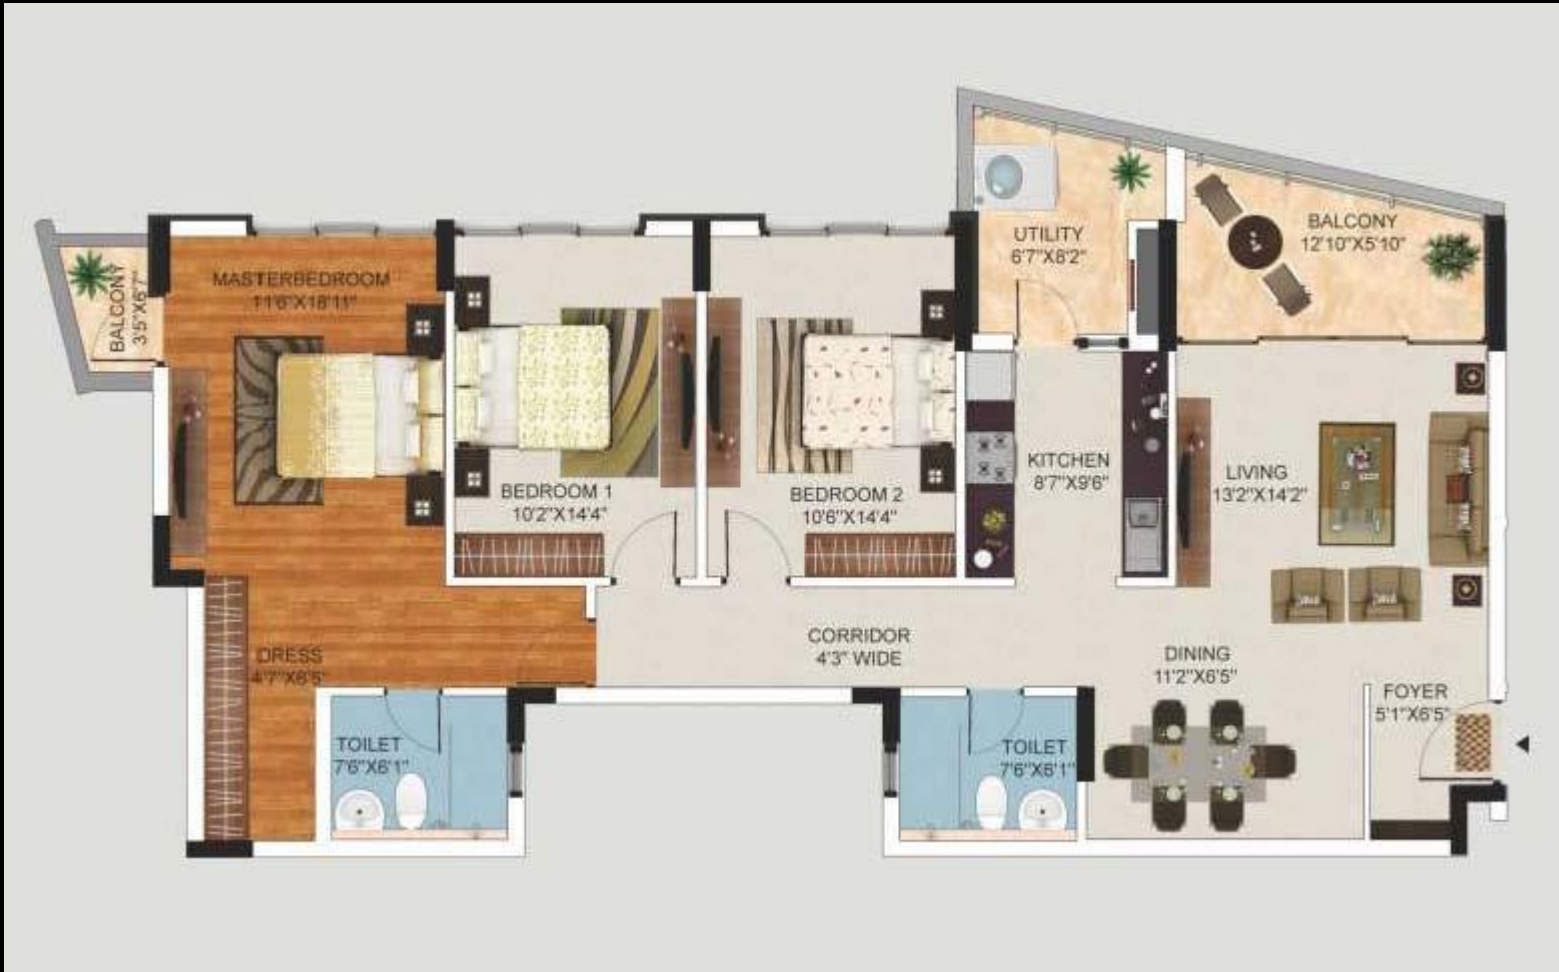 UTILITY
6'7"X8'2"
BALCONY
12'10"X5'10"
BALCONY
3'5"X6'7"
MASTERBEDROOM
11'6"X18'11"
BEDROOM 1
10'2"X14'4"
BEDROOM 2
10'6"X14'4"
KITCHEN
8'7"X9'6"
LIVING
13'2"X14'2"
DRESS
4'7"X6'5"
CORRIDOR
4'3" WIDE
DINING
11'2"X6'5"
FOYER
5'1"X6'5"
TOILET
7'6"X6'1"
TOILET
7'6"X6'1"